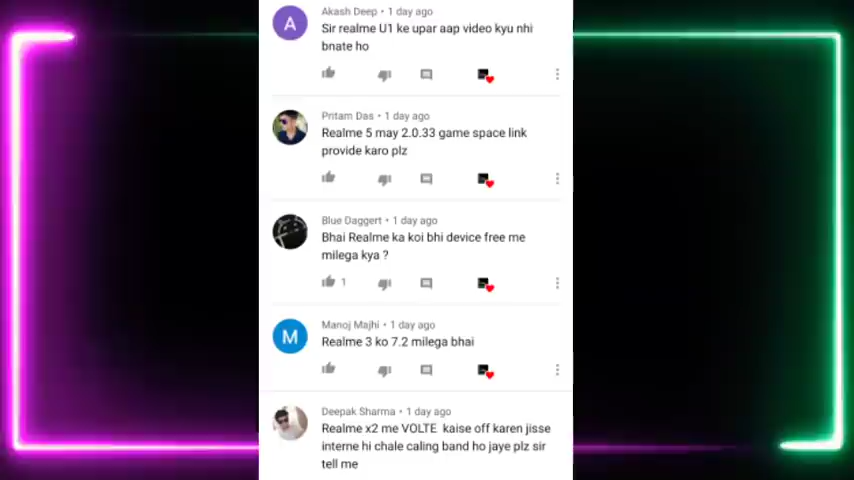 Akash Deep • 1 day ago
Sir realme U1 ke upar aap video kyu nhi
bnate ho
Pritam Das • 1 day ago
Realme 5 may 2.0.33 game space link
provide karo plz
Blue Daggert • 1 day ago
Bhai Realme ka koi bhi device free me
milega kya ?
1
Manoj Majhi • 1 day ago
Realme 3 ko 7.2 milega bhai
Deepak Sharma • 1 day ago
Realme x2 me VOLTE kaise off karen jisse
interne hi chale caling band ho jaye plz sir
tell me